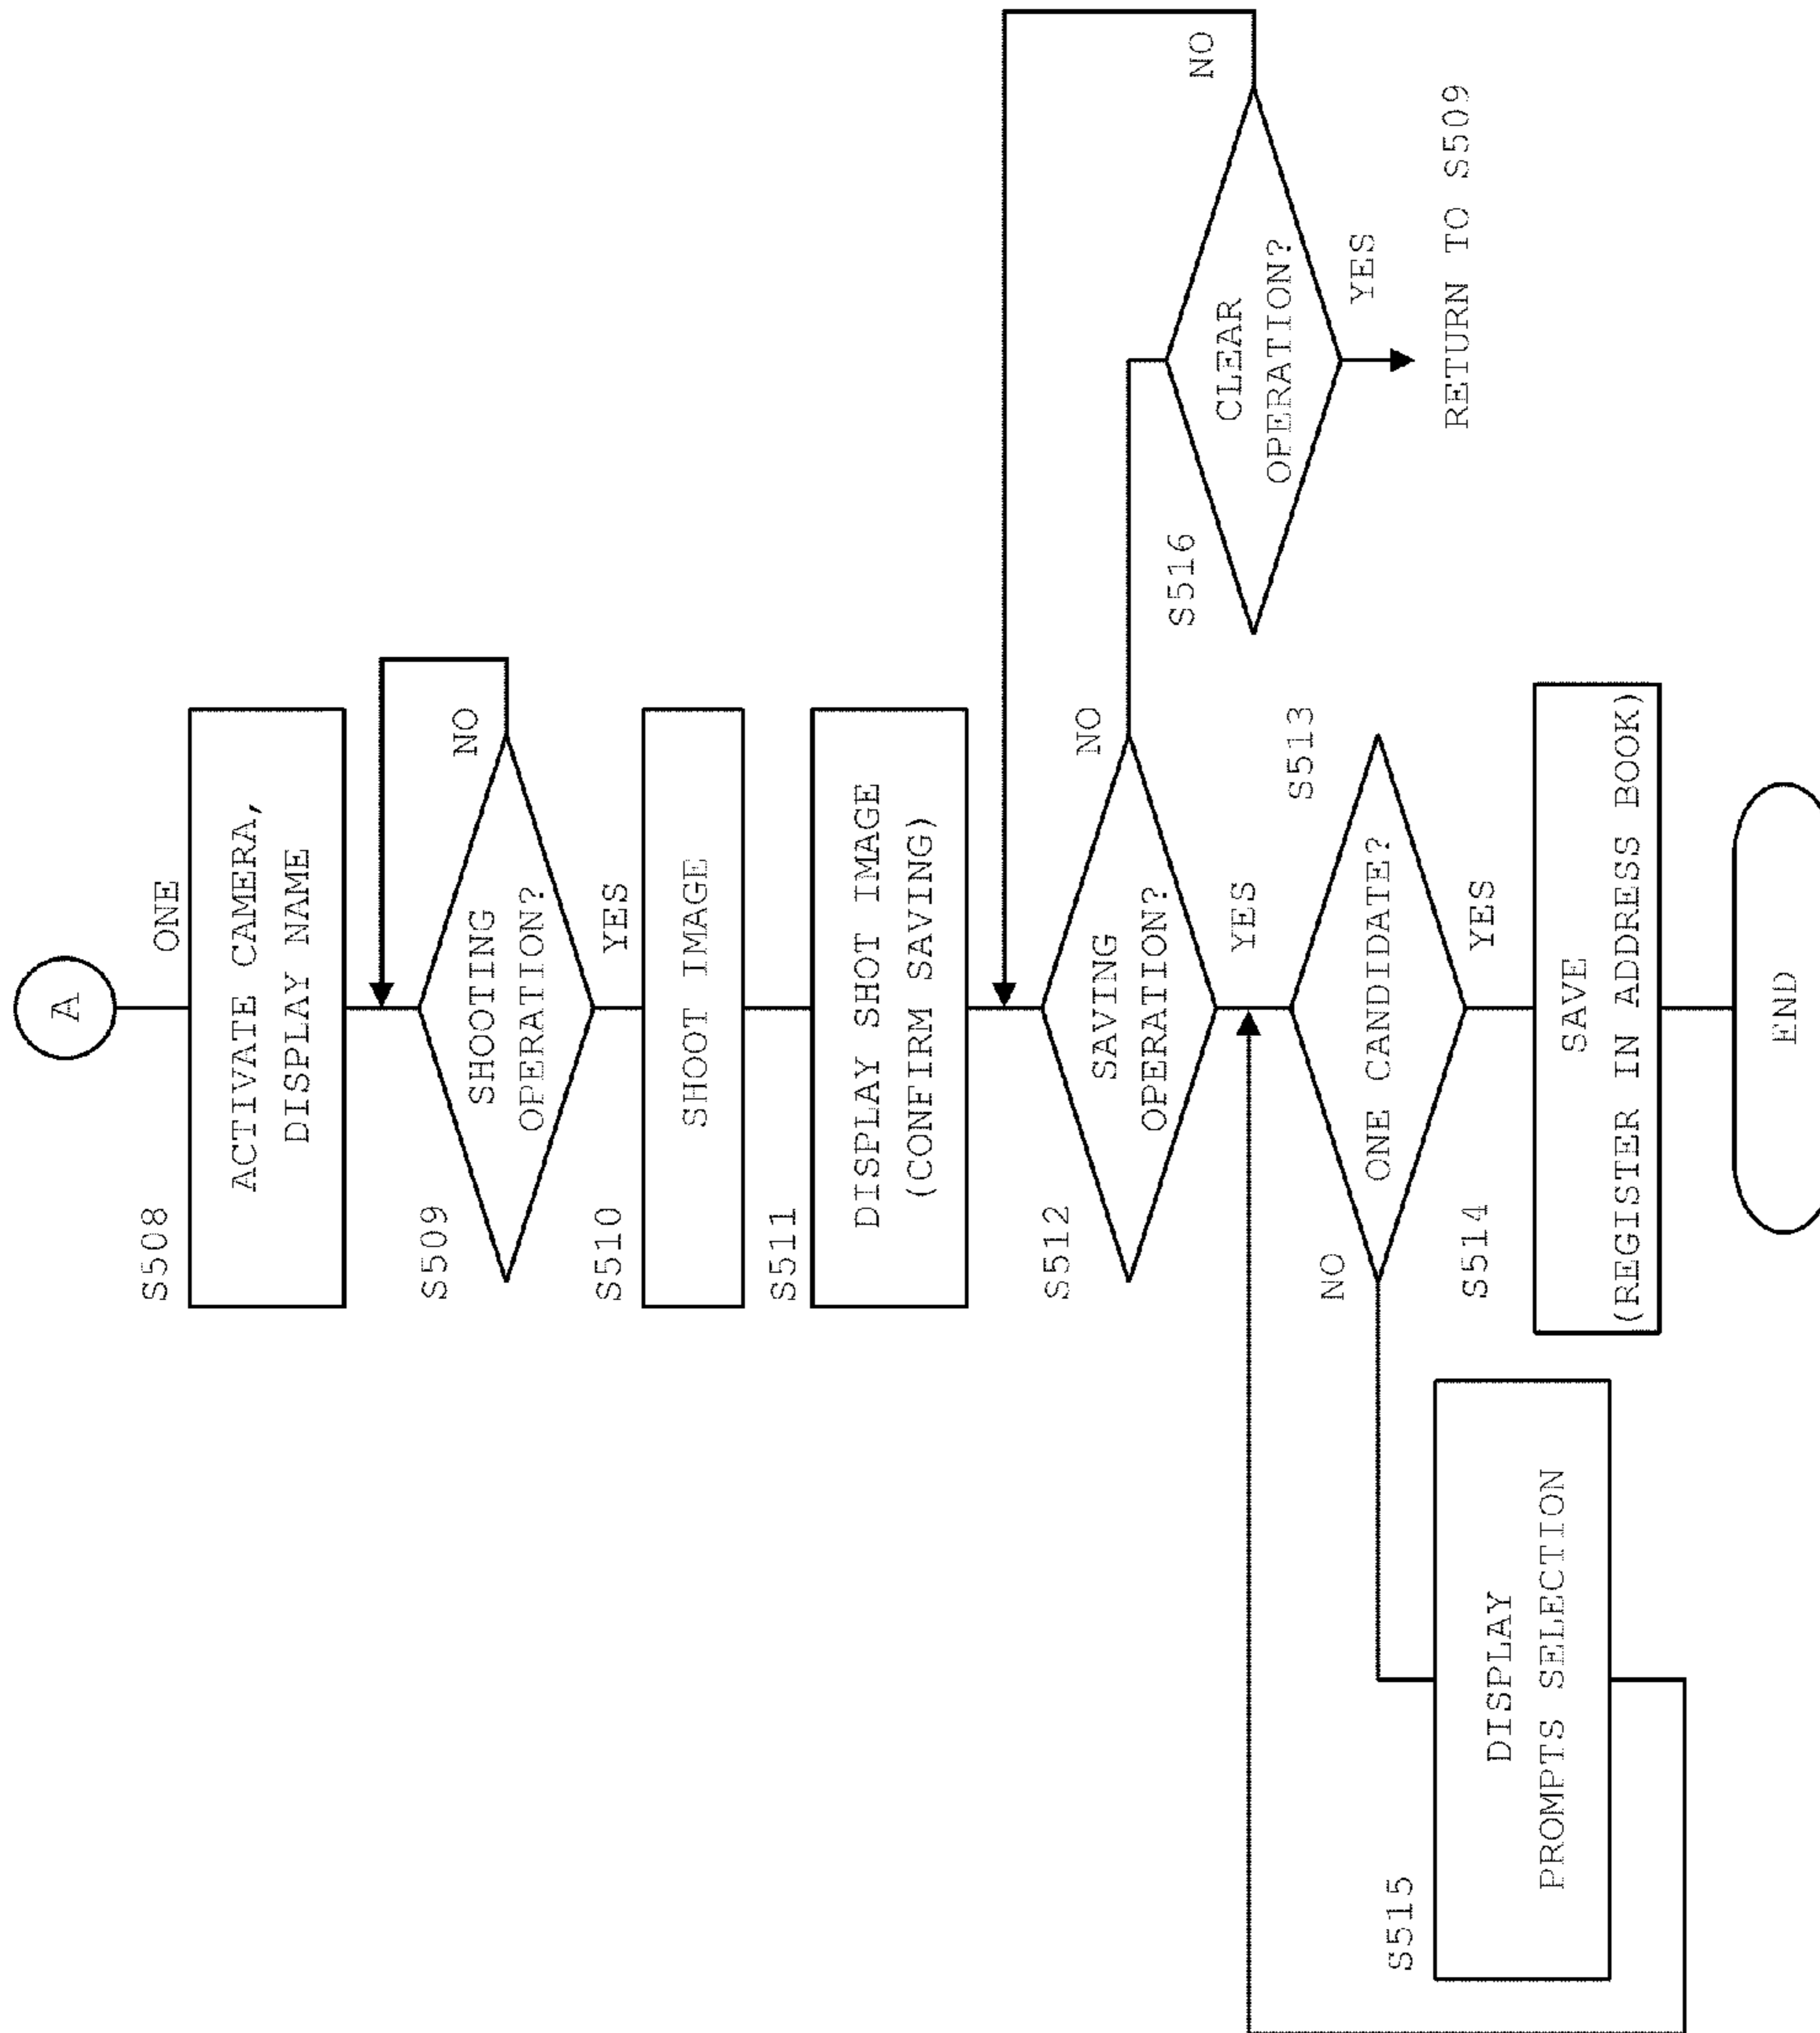 A
ONE
S508
ACTIVATE CAMERA,
DISPLAY NAME
S509
SHOOTING
OPERATION?
NO
YES
S510
SHOOT IMAGE
S511
DISPLAY SHOT IMAGE
(CONFIRM SAVING)
S512
SAVING
OPERATION?
NO
YES
S516
CLEAR
OPERATION?
NO
YES
RETURN TO S509
S513
ONE CANDIDATE?
NO
YES
S515
DISPLAY
PROMPTS SELECTION
S514
SAVE
(REGISTER IN ADDRESS BOOK)
END